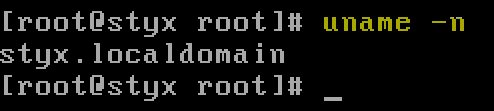 [root@styx root]# uname -n
styx.localdomain
[root@styx root]# _